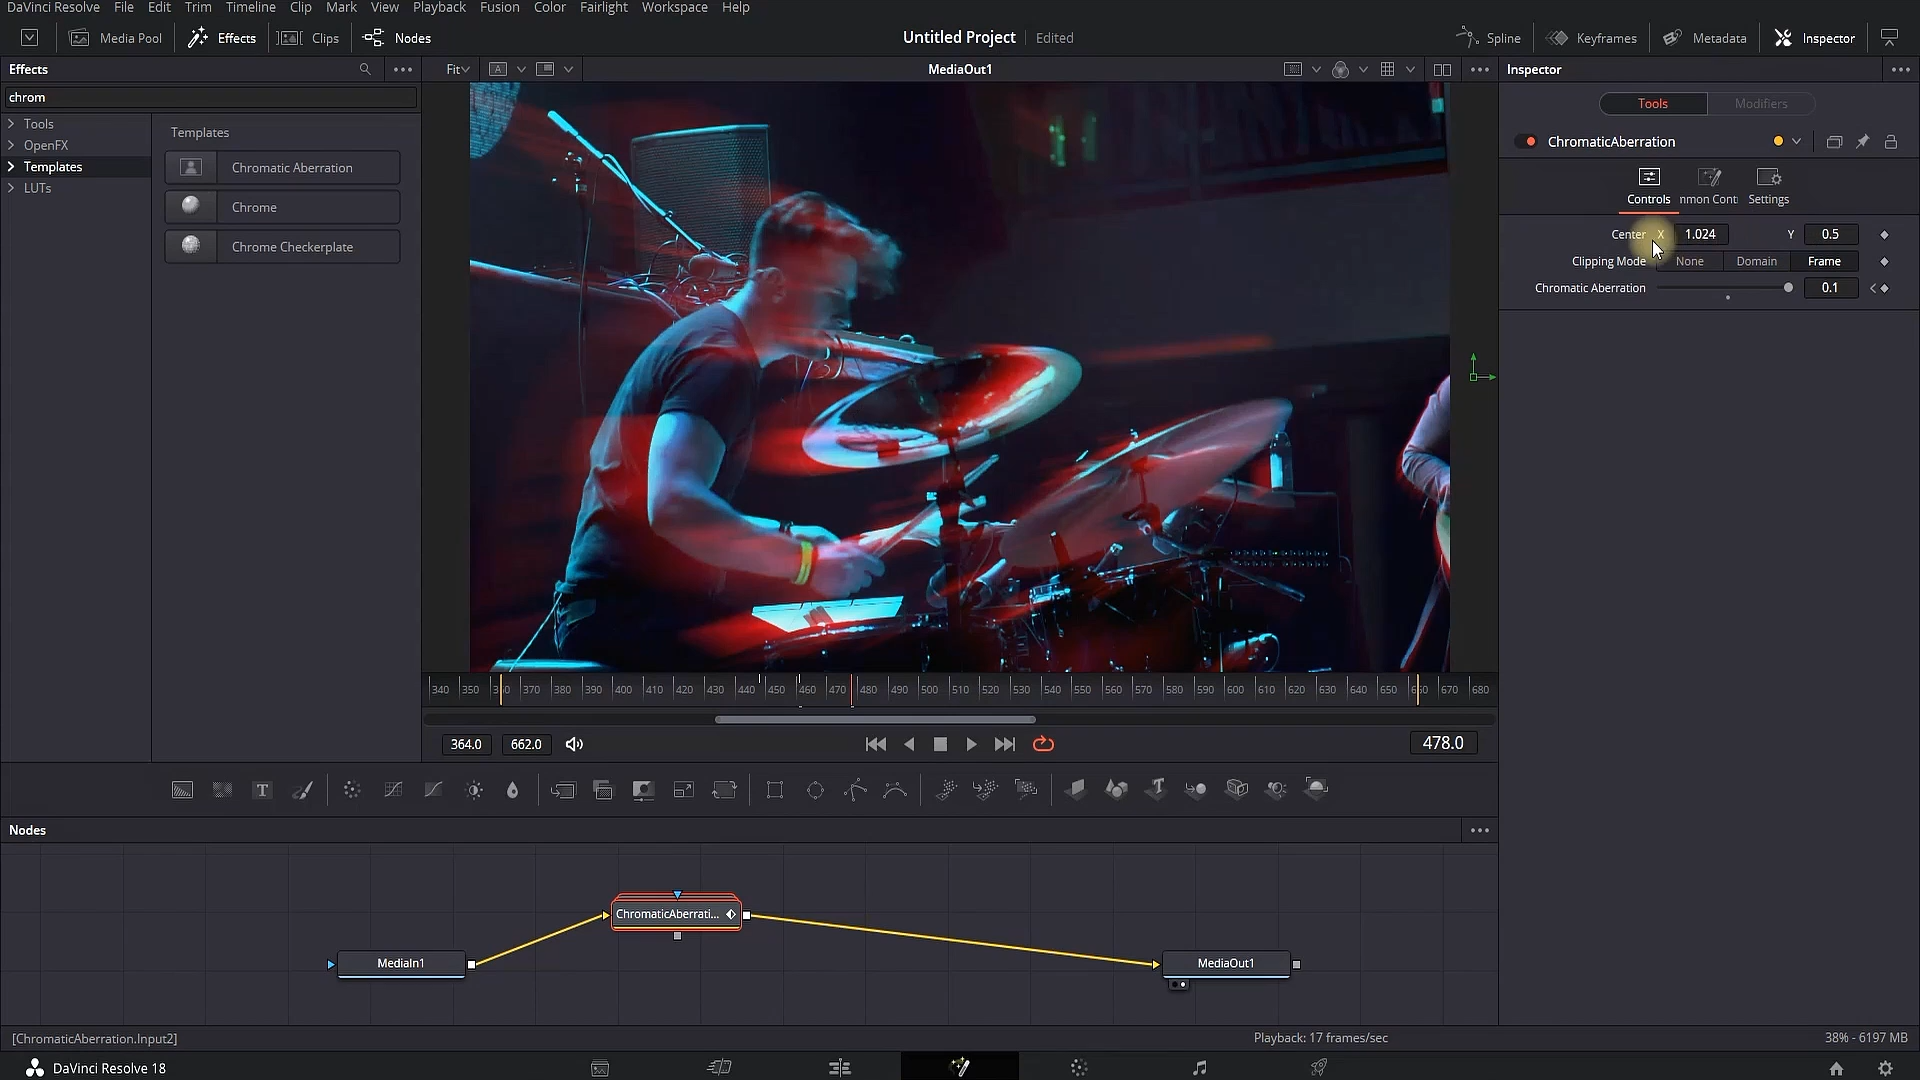 DaVinci Resolve File Edit Trim Timeline Clip Mark View Playback Fusion Color Fairlight Workspace Help
Media Pool Effects Clips Nodes Untitled Project Edited Spline Keyframes Metadata Inspector
Effects Fit A MediaOut1 Inspector
chrom
Tools Modifiers
Tools
OpenFX
Templates
LUTs
Templates
Chromatic Aberration
Chrome
Chrome Checkerplate
ChromaticAberration
Controls nmon Cont Settings
Center X 1.024 Y 0.5
Clipping Mode None Domain Frame
Chromatic Aberration 0.1
340 350 370 380 390 400 410 420 430 440 450 460 470 480 490 500 510 520 530 540 550 560 570 580 590 600 610 620 630 640 650 670 680
364.0 662.0 478.0
T T
Nodes
ChromaticAberrati...
MediaIn1 MediaOut1
[ChromaticAberration.Input2] Playback: 17 frames/sec 38% - 6197 MB
DaVinci Resolve 18